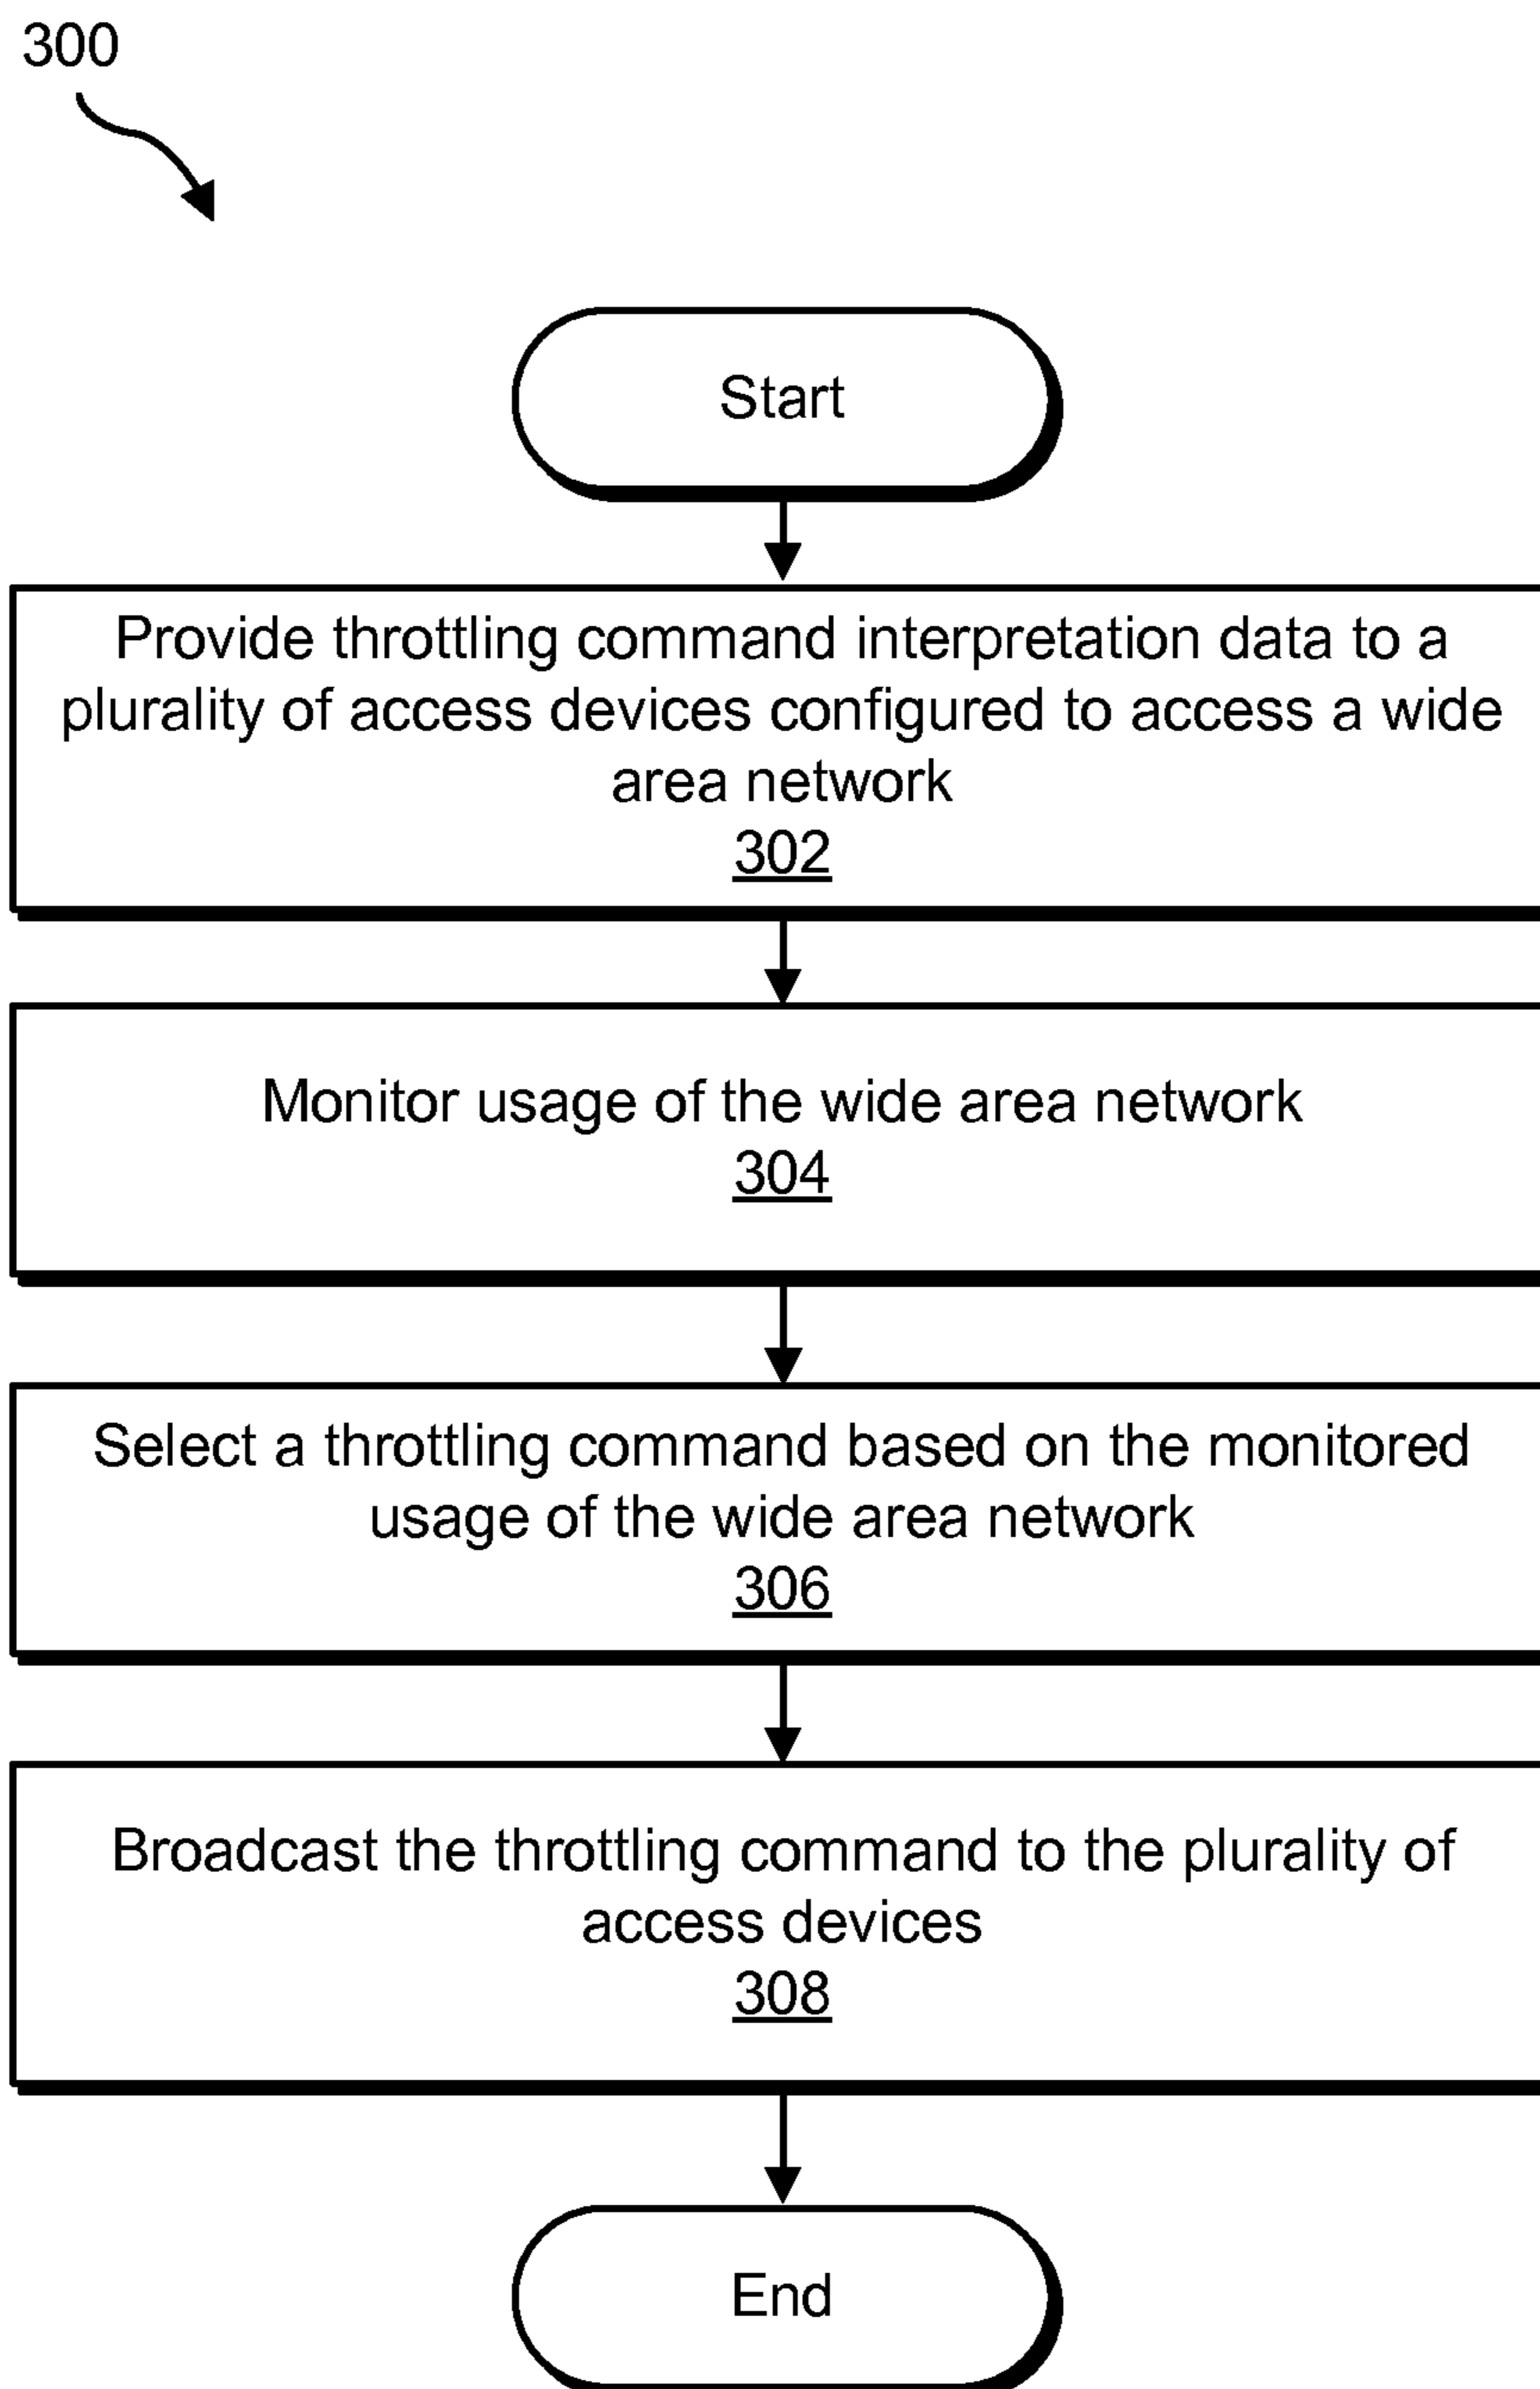 300
Start
Provide throttling command interpretation data to a
plurality of access devices configured to access a wide
area network
302
Monitor usage of the wide area network
304
Select a throttling command based on the monitored
usage of the wide area network
306
Broadcast the throttling command to the plurality of
access devices
308
End